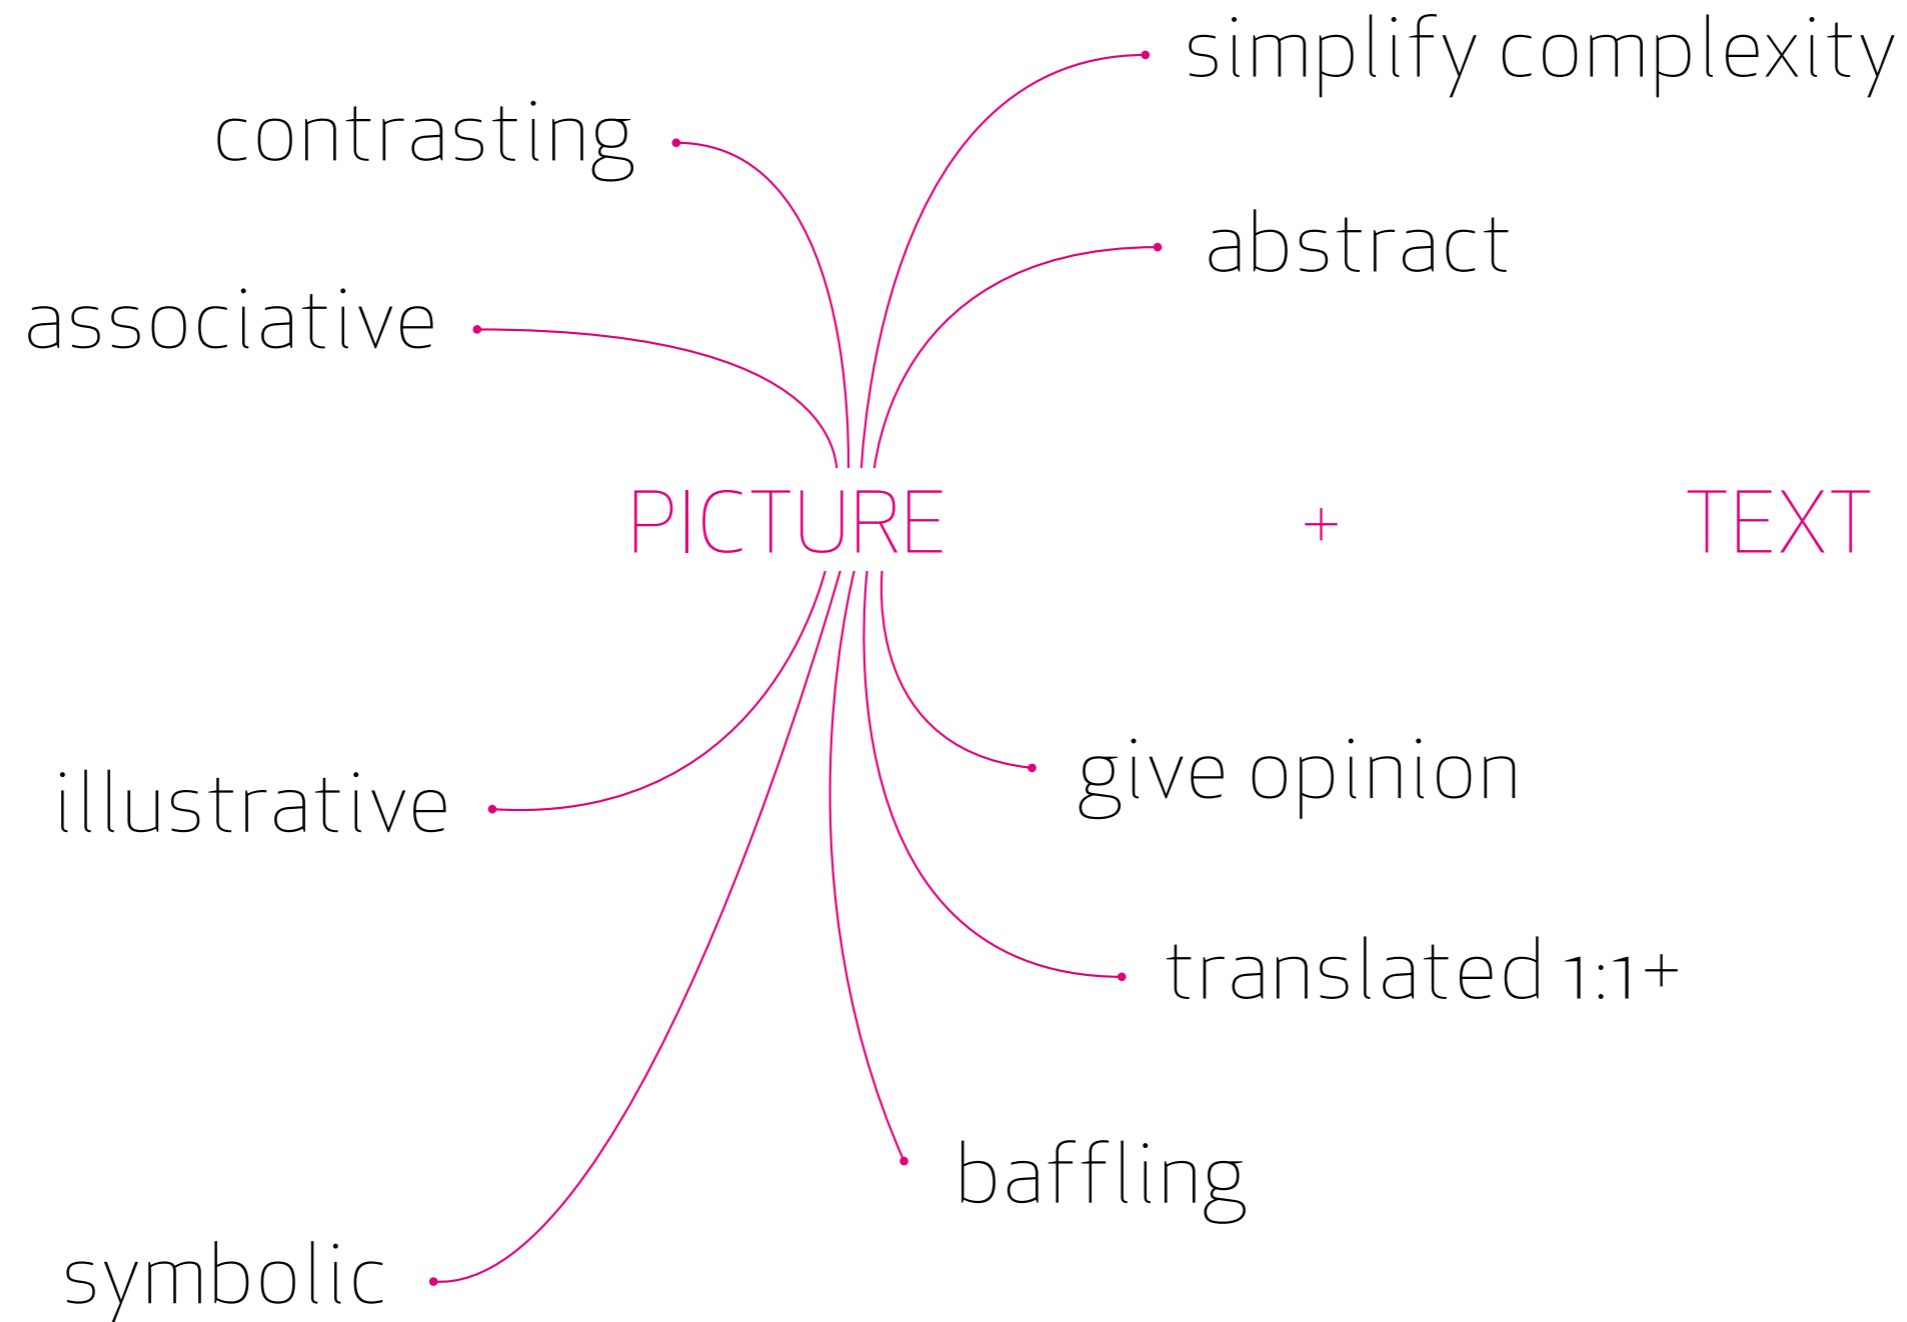 simplify complexity
contrasting
abstract
associative
PICTURE + TEXT
give opinion
illustrative
translated 1:1+
baffling
symbolic